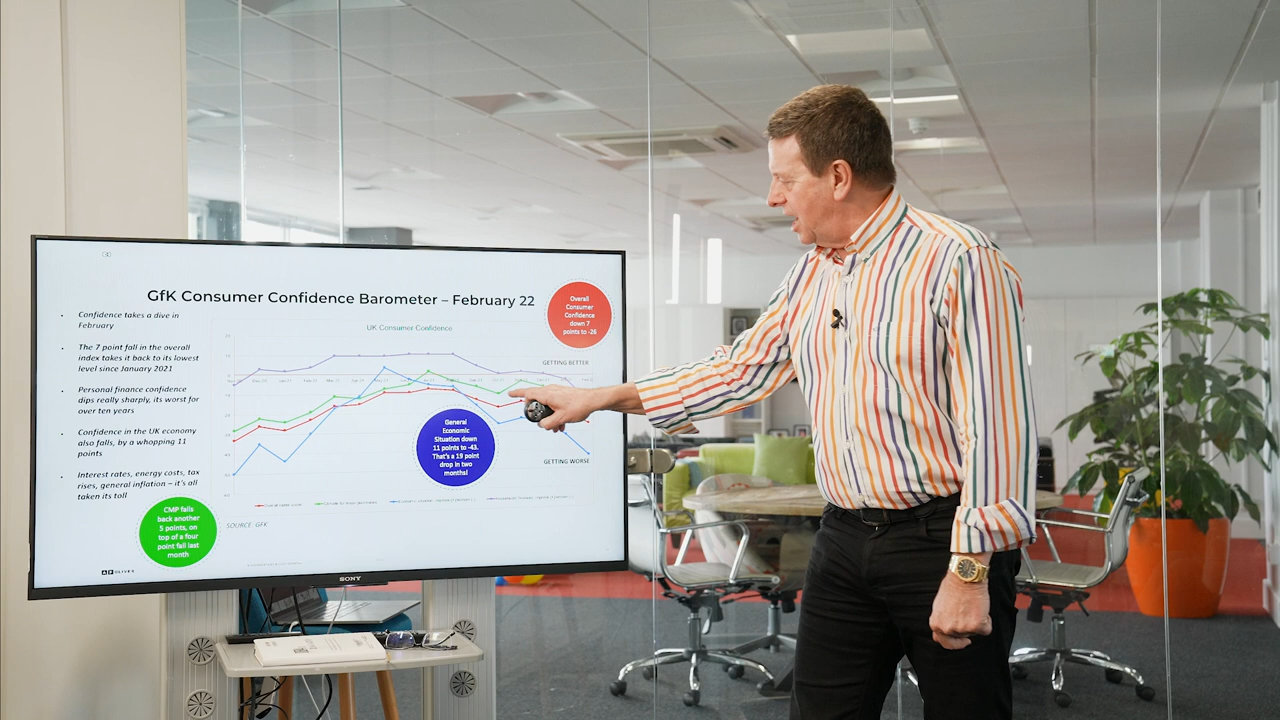 GfK Consumer Confidence Barometer – February 22
Confidence takes a dive in
February
The 7 point fall in the overall
index takes it back to its lowest
level since January 2021
Personal finance confidence
dips really sharply, its worst for
over ten years
Confidence in the UK economy
also falls, by a whopping 11
points
Interest rates, energy costs, tax
rises, general inflation – it's all
taken its toll
Overall
Consumer
Confidence
down 7
points to -26
UK Consumer Confidence
GETTING BETTER
General
Economic
Situation down
11 points to -43.
That's a 19 point
drop in two
months!
GETTING WORSE
CMP falls
back another
5 points, on
top of a four
point fall last
month
SOURCE: GFK
SONY